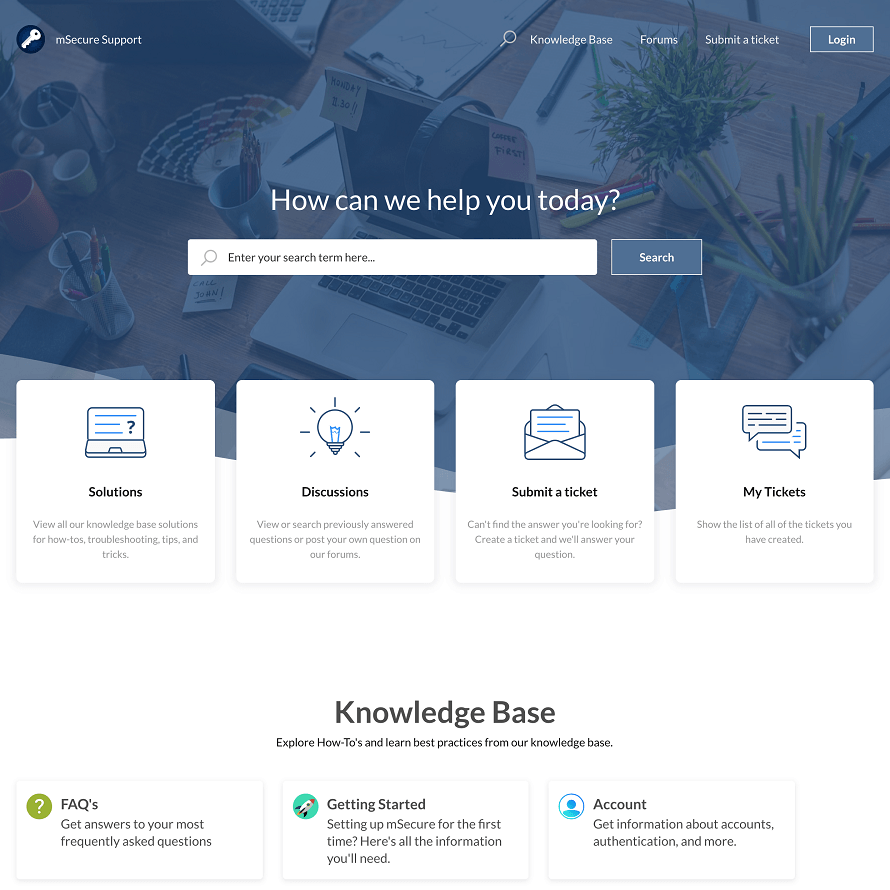 mSecure Support
Knowledge Base
Forums
Submit a ticket
Login
MONDAY
11:30!!
COFFEE
FIRST!
How can we help you today?
Enter your search term here...
Search
CALL
JOHN!
?
Solutions
View all our knowledge base solutions
for how-tos, troubleshooting, tips, and
tricks.
Discussions
View or search previously answered
questions or post your own question on
our forums.
Submit a ticket
Can't find the answer you're looking for?
Create a ticket and we'll answer your
question.
My Tickets
Show the list of all of the tickets you
have created.
Knowledge Base
Explore How-To's and learn best practices from our knowledge base.
?
FAQ's
Get answers to your most
frequently asked questions
Getting Started
Setting up mSecure for the first
time? Here's all the information
you'll need.
Account
Get information about accounts,
authentication, and more.